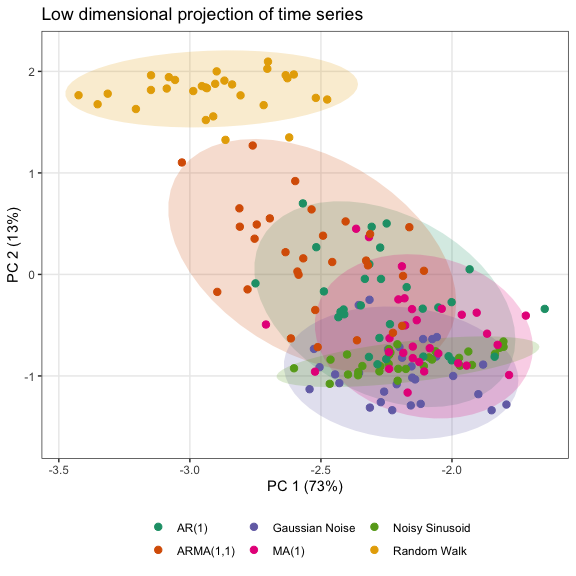 Low dimensional projection of time series
PC 2 (13%)
2
1
0
-1
-3.5 -3.0 -2.5 -2.0
PC 1 (73%)
AR(1) Gaussian Noise Noisy Sinusoid
ARMA(1,1) MA(1) Random Walk